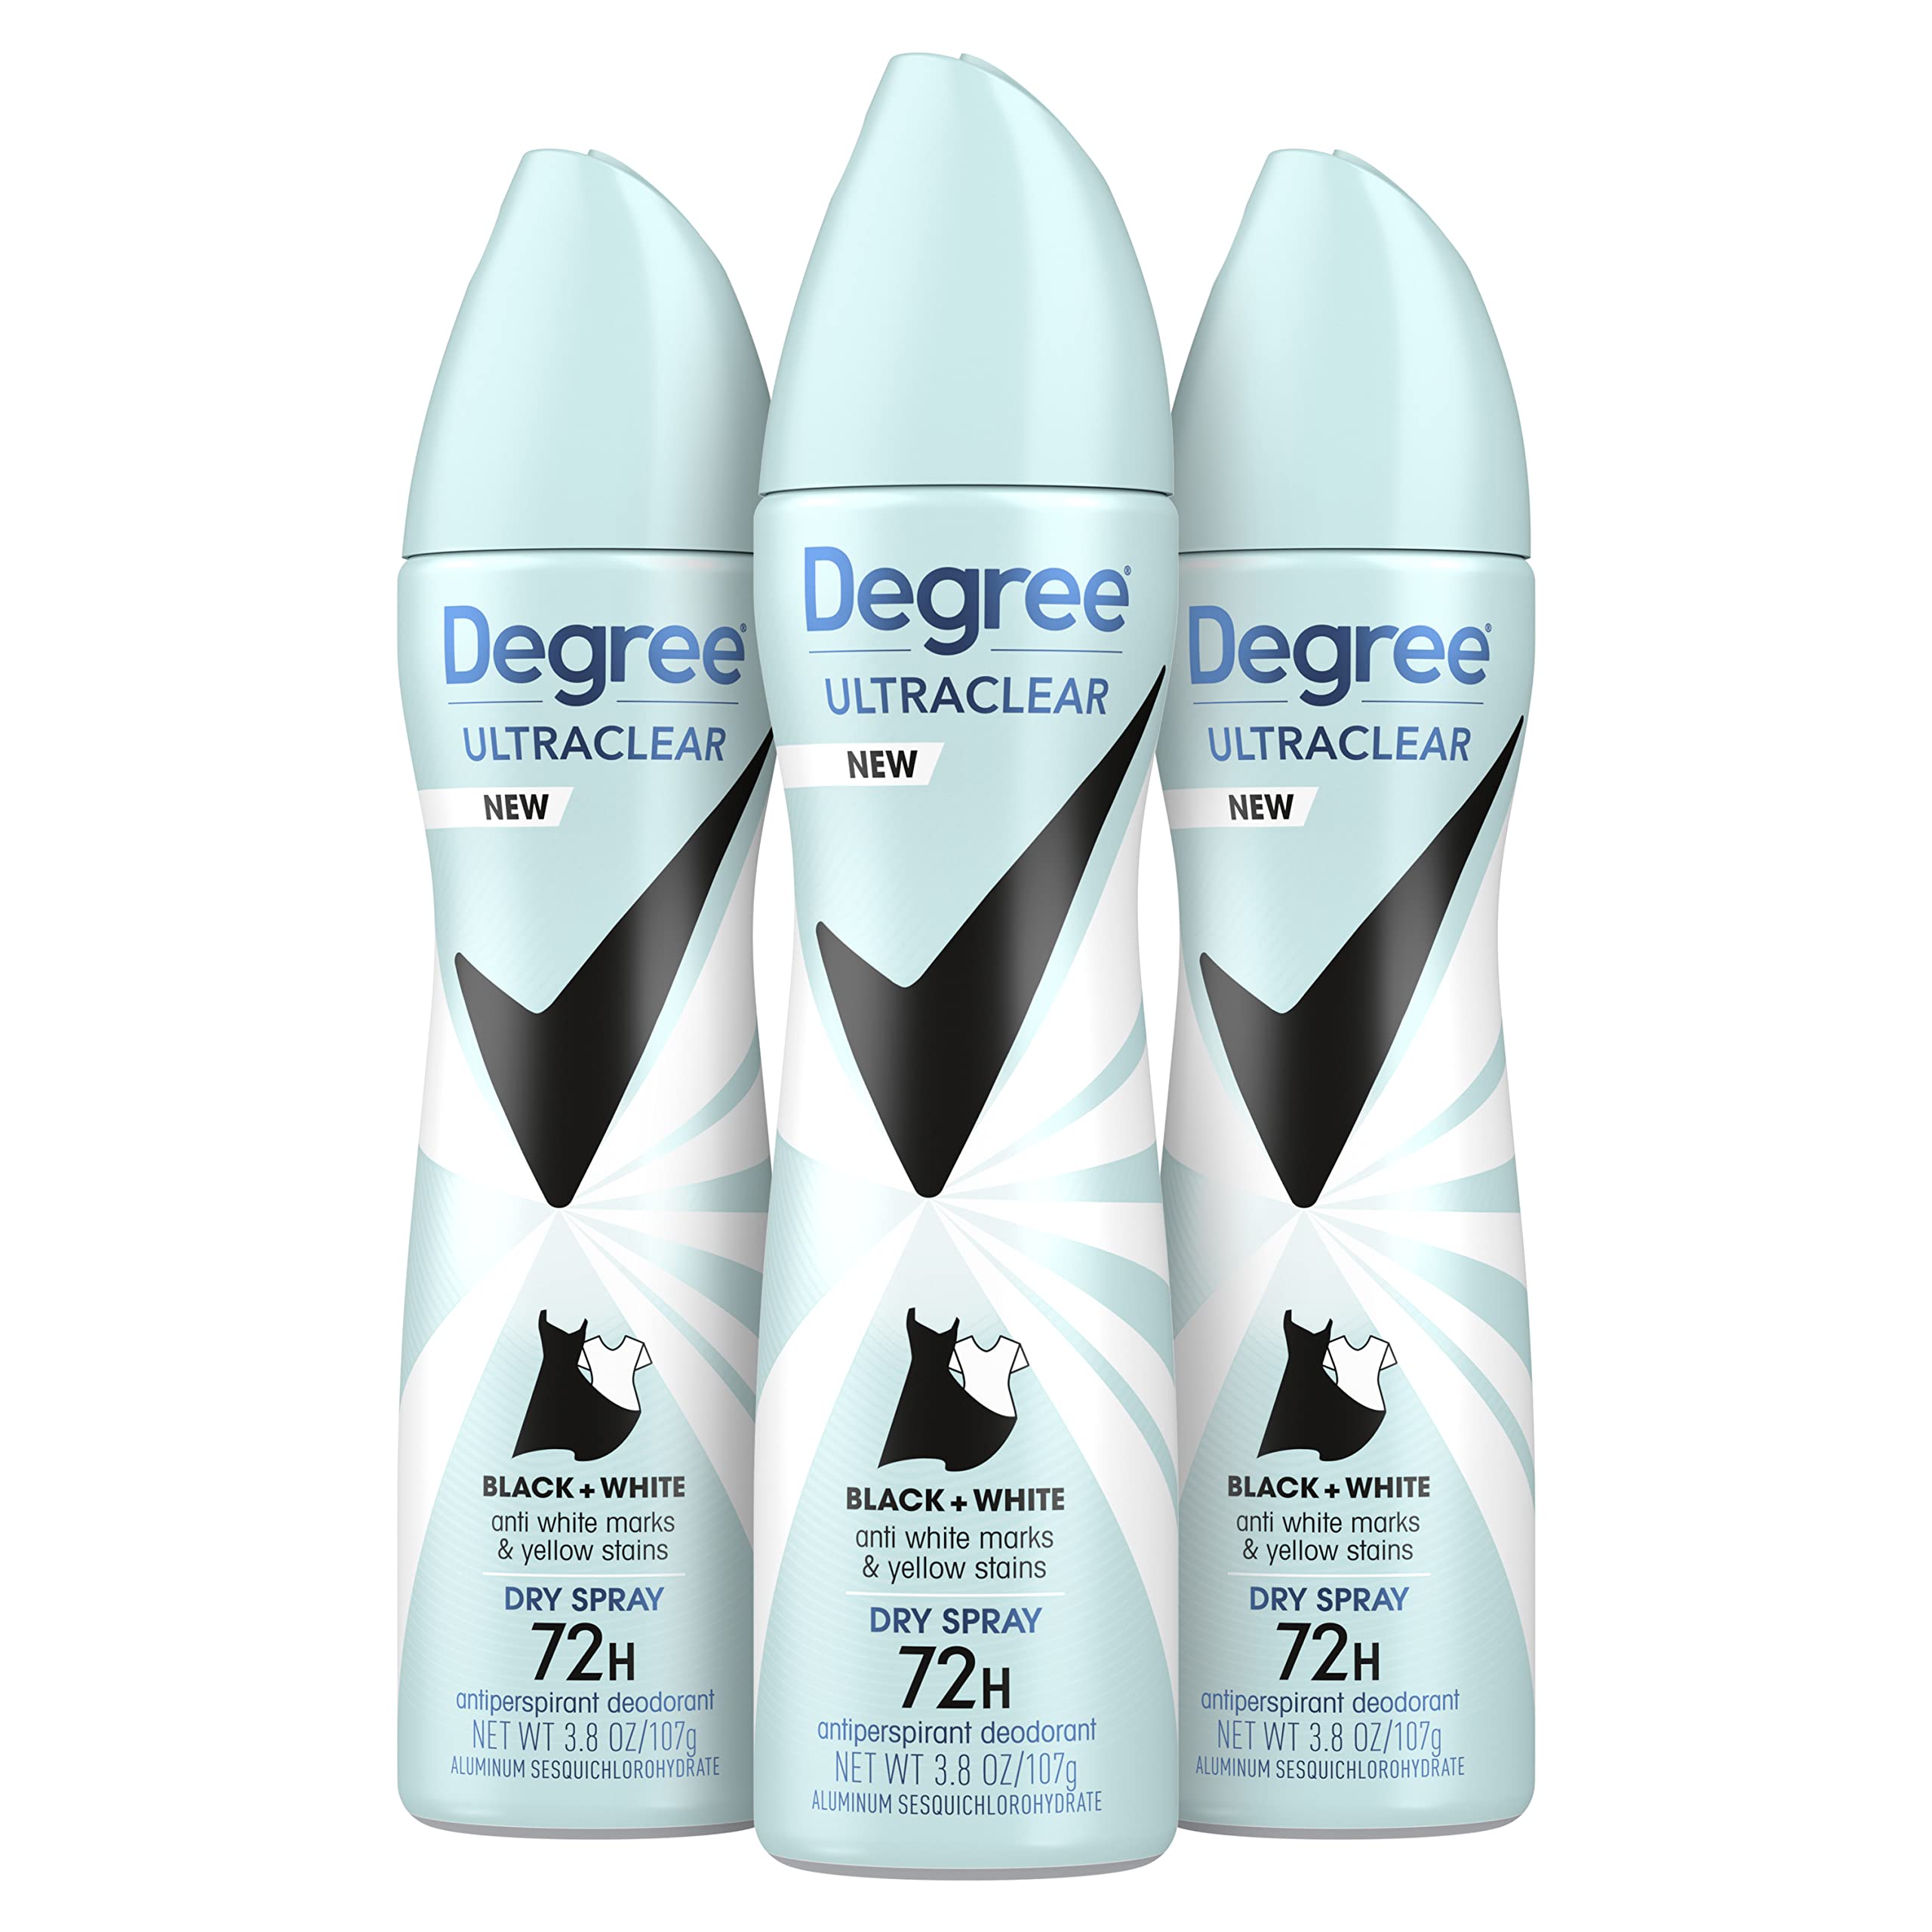 Degree®
ULTRACLEAR
NEW
BLACK + WHITE
anti white marks
& yellow stains
DRY SPRAY
72H
antiperspirant deodorant
NET WT 3.8 OZ/107g
ALUMINUM SESQUICHLOROHYDRATE
Degree®
ULTRACLEAR
NEW
BLACK + WHITE
anti white marks
& yellow stains
DRY SPRAY
72H
antiperspirant deodorant
NET WT 3.8 OZ/107g
ALUMINUM SESQUICHLOROHYDRATE
Degree®
ULTRACLEAR
NEW
BLACK + WHITE
anti white marks
& yellow stains
DRY SPRAY
72H
antiperspirant deodorant
NET WT 3.8 OZ/107g
ALUMINUM SESQUICHLOROHYDRATE